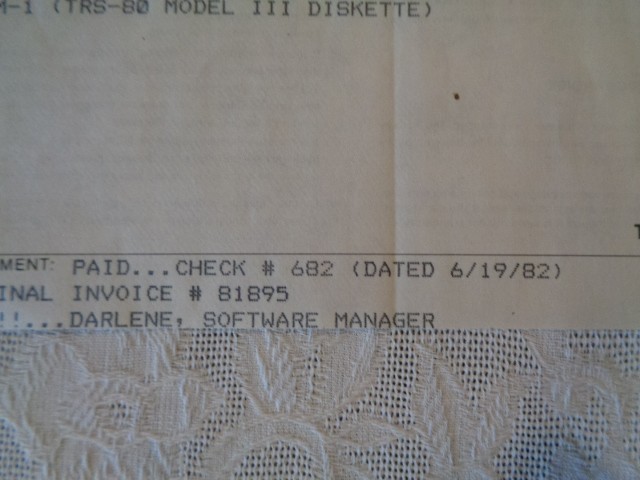 M-1 (TRS-80 MODEL III DISKETTE)
T
MENT: PAID...CHECK # 682 (DATED 6/19/82)
INAL INVOICE # 81895
!!...DARLENE, SOFTWARE MANAGER